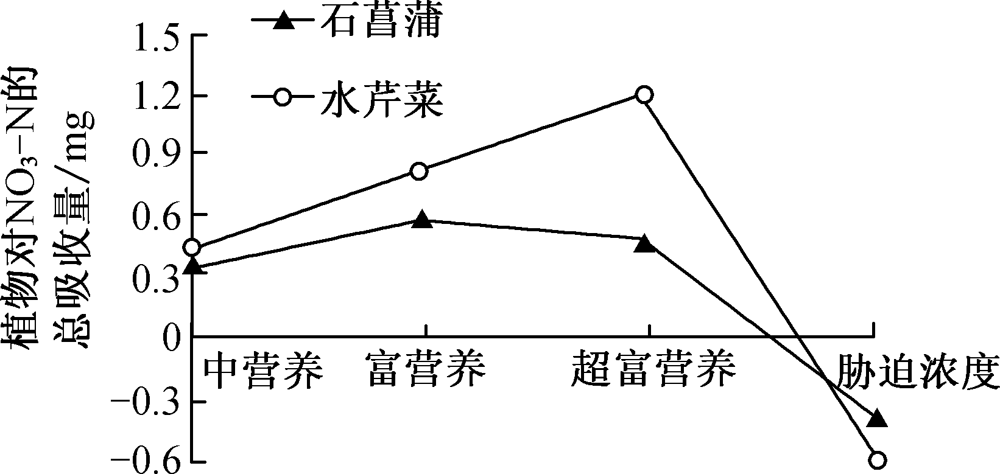 石菖蒲
水芹菜
植物对NO₃-N的
总吸收量/mg
1.5
1.2
0.9
0.6
0.3
0
-0.3
-0.6
中营养
富营养
超富营养
胁迫浓度